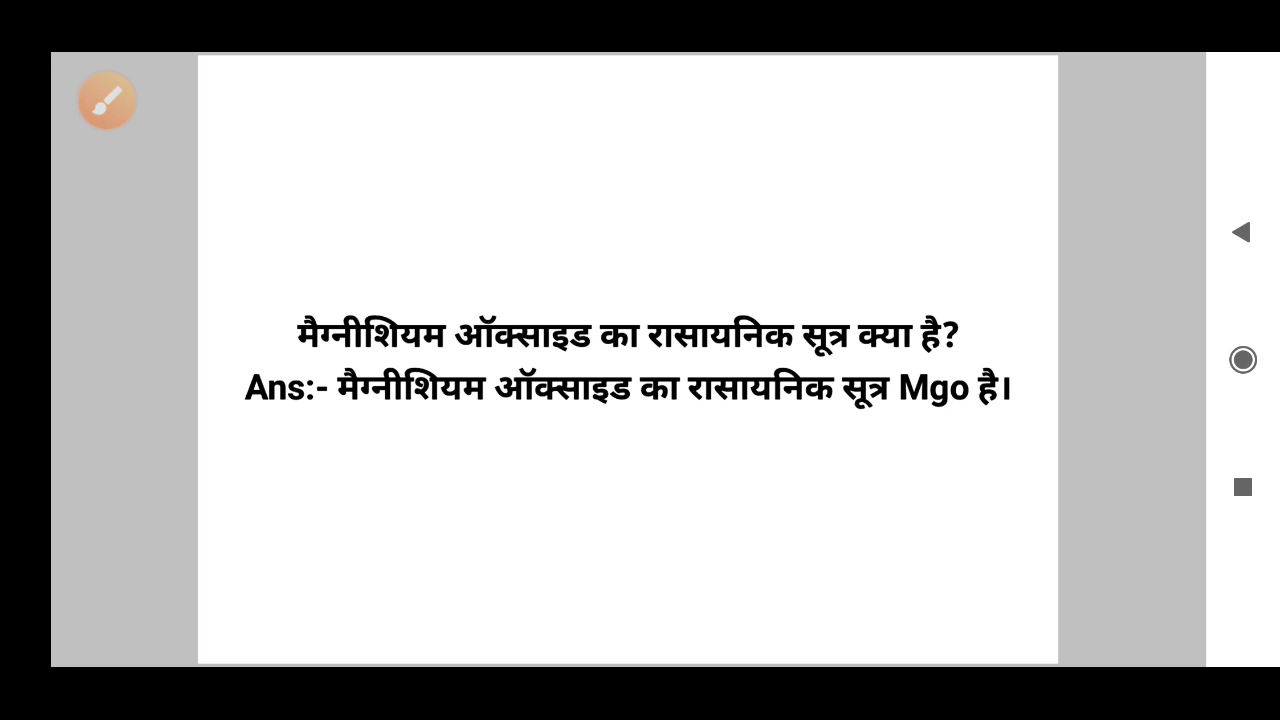 मैग्नीशियम ऑक्साइड का रासायनिक सूत्र क्या है?
Ans:- मैग्नीशियम ऑक्साइड का रासायनिक सूत्र Mgo है।